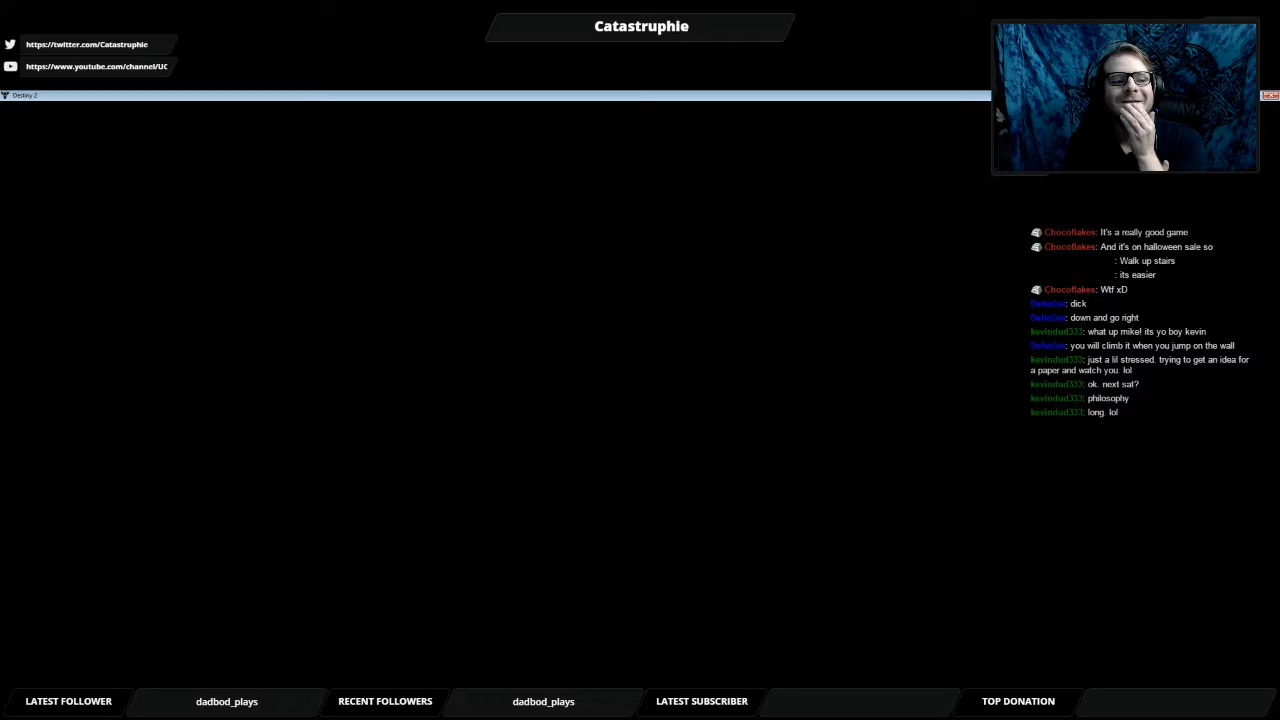 Catastruphie
https://twitter.com/Catastruphie
https://www.youtube.com/channel/UC
Destiny 2
Chocoflakes: It's a really good game
Chocoflakes: And it's on halloween sale so
: Walk up stairs
: its easier
Chocoflakes: Wtf xD
: dick
: down and go right
kevindud333: what up mike! its yo boy kevin
: you will climb it when you jump on the wall
kevindud333: just a lil stressed. trying to get an idea for
a paper and watch you. lol
kevindud333: ok. next sat?
kevindud333: philosophy
kevindud333: long. lol
LATEST FOLLOWER
dadbod_plays
RECENT FOLLOWERS
dadbod_plays
LATEST SUBSCRIBER
TOP DONATION